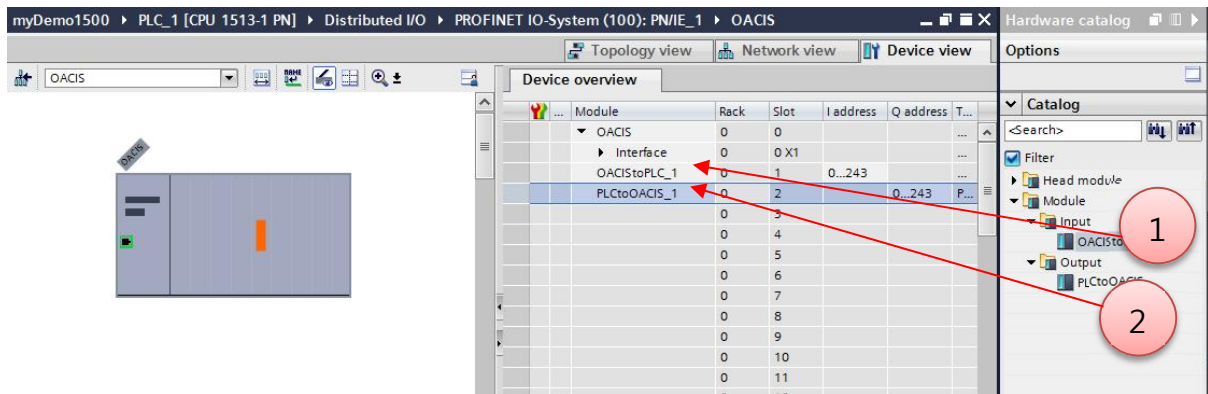 myDemo1500 ▸ PLC_1 [CPU 1513-1 PN] ▸ Distributed I/O ▸ PROFINET IO-System (100): PN/IE_1 ▸ OACIS
Hardware catalog
Topology view
Network view
Device view
Options
OACIS
Device overview
... Module Rack Slot I address Q address T...
OACIS 0 0 ...
Interface 0 0 X1 ...
OACIStoPLC_1 0 1 0...243 ...
PLCtoOACIS_1 0 2 0...243 P...
0 3
0 4
0 5
0 6
0 7
0 8
0 9
0 10
0 11
OACIS
Catalog
<Search>
Filter
Head module
Module
Input
OACISto
Output
PLCtoOACIS
1
2